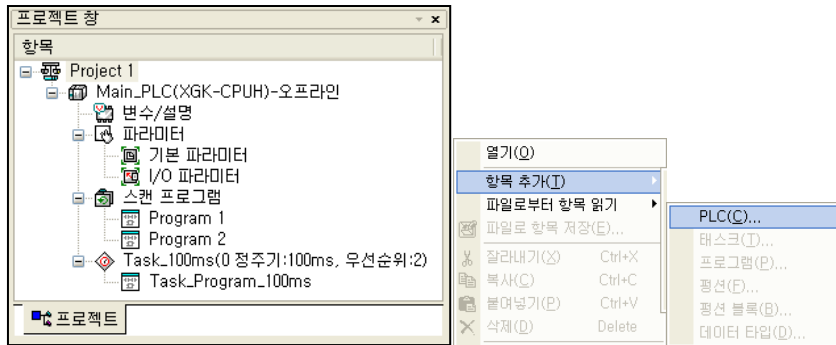 프로젝트 창
항목
Project 1
Main_PLC(XGK-CPUH)-오프라인
변수/설명
파라미터
기본 파라미터
I/O 파라미터
스캔 프로그램
Program 1
Program 2
Task_100ms(0 정주기:100ms, 우선순위:2)
Task_Program_100ms
프로젝트
열기(O)
항목 추가(T)
파일로부터 항목 읽기
파일로 항목 저장(E)...
잘라내기(X) Ctrl+X
복사(C) Ctrl+C
붙여넣기(P) Ctrl+V
삭제(D) Delete
PLC(C)...
태스크(T)...
프로그램(P)...
펑션(F)...
펑션 블록(B)...
데이터 타입(D)...